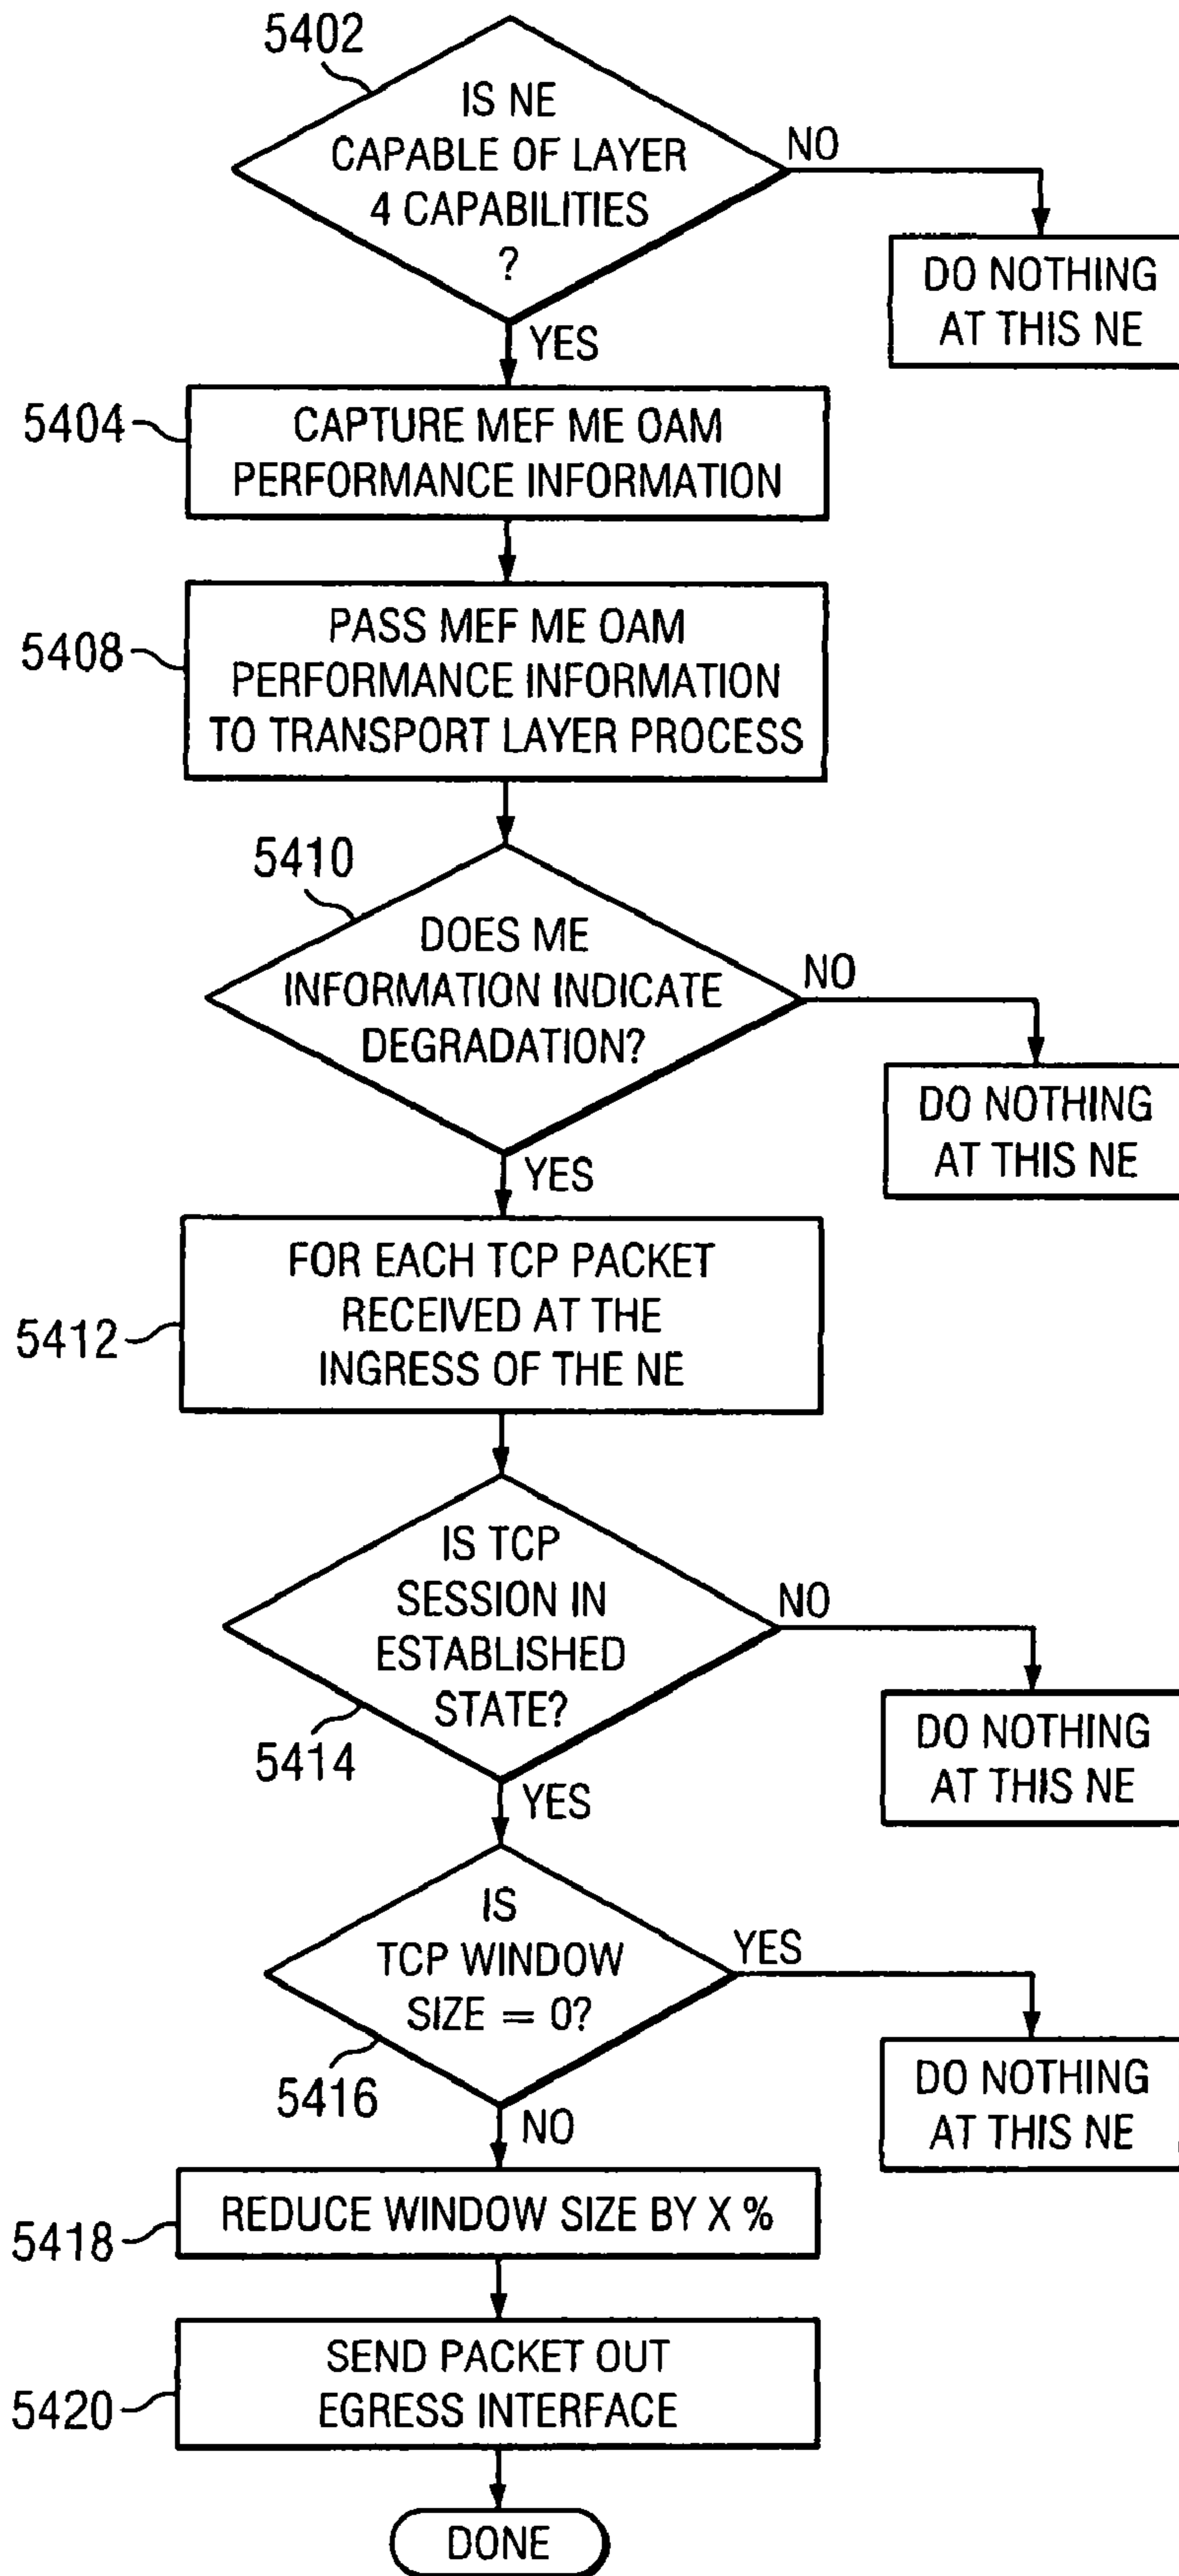 5402
IS NE
CAPABLE OF LAYER
4 CAPABILITIES
?
NO
DO NOTHING
AT THIS NE
YES
5404
CAPTURE MEF ME OAM
PERFORMANCE INFORMATION
5408
PASS MEF ME OAM
PERFORMANCE INFORMATION
TO TRANSPORT LAYER PROCESS
5410
DOES ME
INFORMATION INDICATE
DEGRADATION?
NO
DO NOTHING
AT THIS NE
YES
5412
FOR EACH TCP PACKET
RECEIVED AT THE
INGRESS OF THE NE
IS TCP
SESSION IN
ESTABLISHED
STATE?
5414
NO
DO NOTHING
AT THIS NE
YES
IS
TCP WINDOW
SIZE = 0?
5416
YES
DO NOTHING
AT THIS NE
NO
5418
REDUCE WINDOW SIZE BY X %
5420
SEND PACKET OUT
EGRESS INTERFACE
DONE